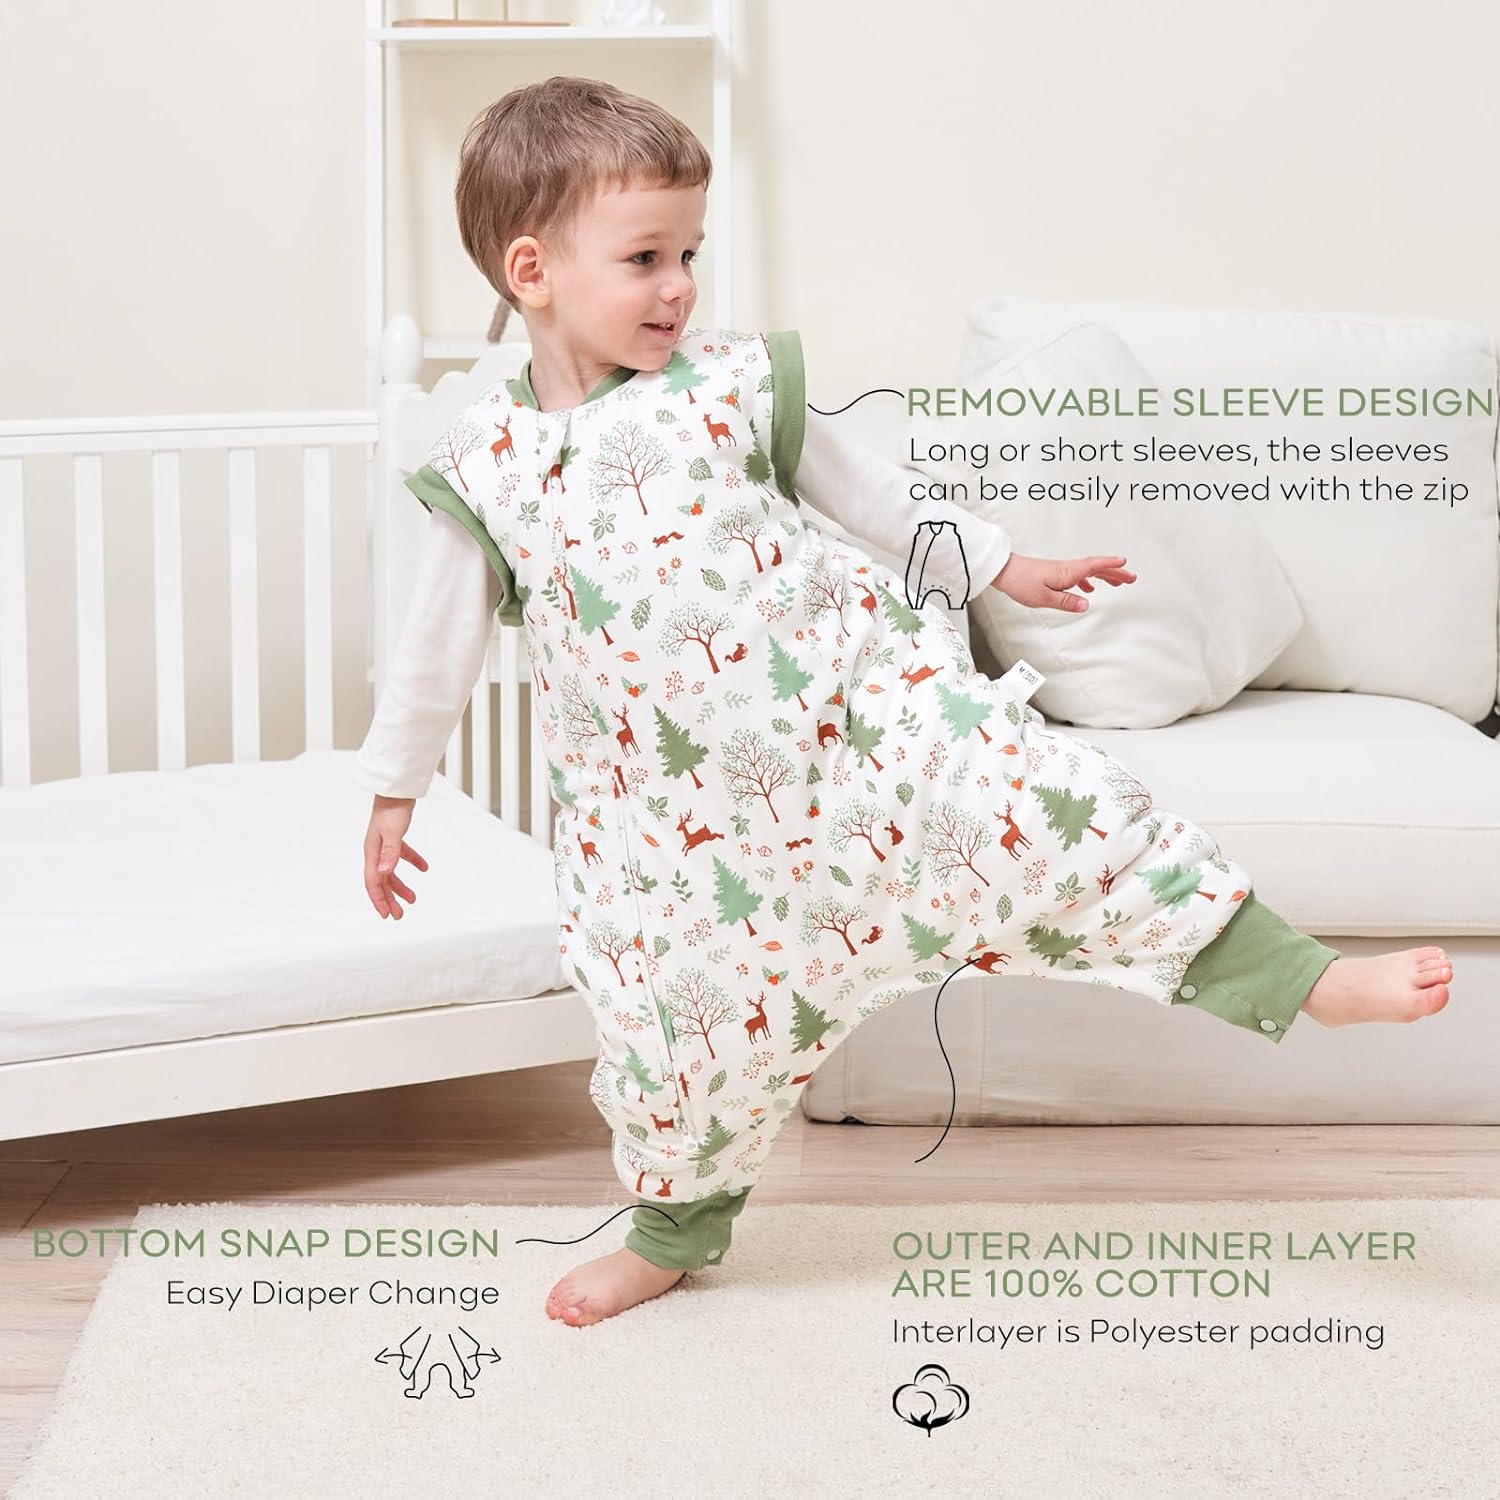 REMOVABLE SLEEVE DESIGN
Long or short sleeves, the sleeves
can be easily removed with the zip
BOTTOM SNAP DESIGN
Easy Diaper Change
OUTER AND INNER LAYER
ARE 100% COTTON
Interlayer is Polyester padding